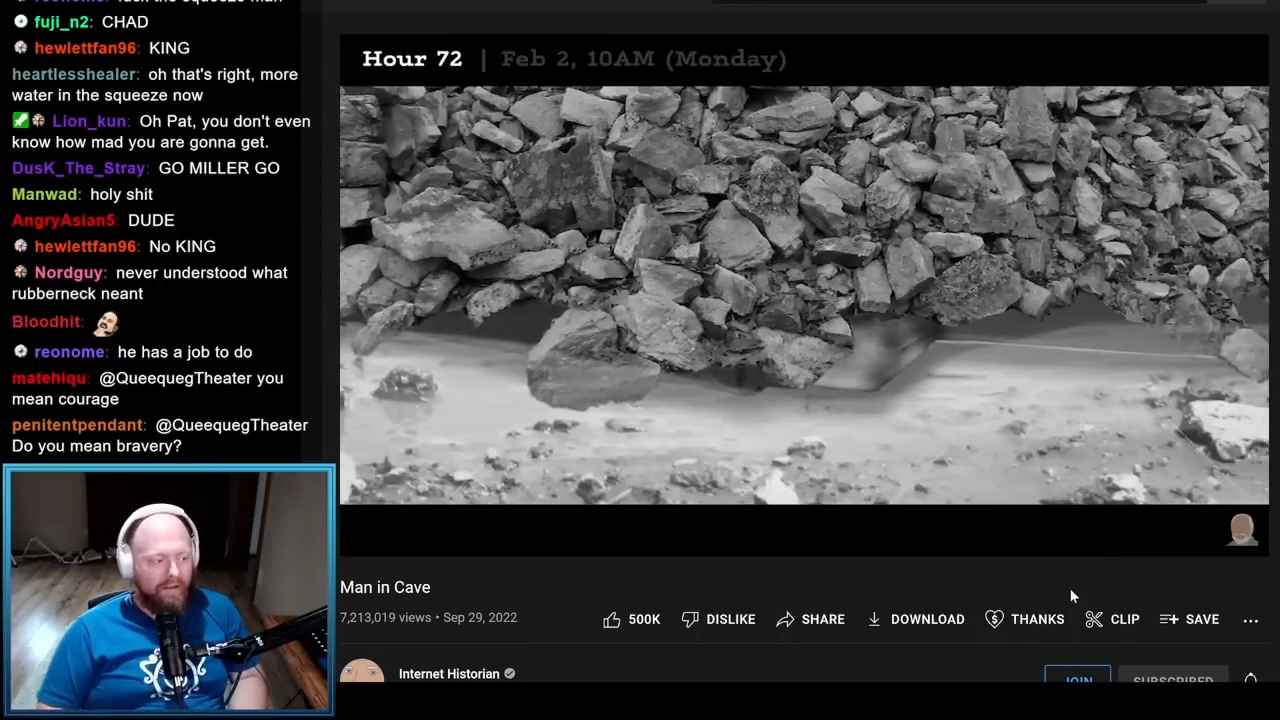 fuji_n2: CHAD
hewlettfan96: KING
heartlesshealer: oh that's right, more
water in the squeeze now
Lion_kun: Oh Pat, you don't even
know how mad you are gonna get.
DusK_The_Stray: GO MILLER GO
Manwad: holy shit
AngryAsian5: DUDE
hewlettfan96: No KING
Nordguy: never understood what
rubberneck neant
Bloodhit:
reonome: he has a job to do
matehiqu: @QueequegTheater you
mean courage
penitentpendant: @QueequegTheater
Do you mean bravery?
Hour 72 | Feb 2, 10AM (Monday)
Man in Cave
7,213,019 views • Sep 29, 2022
500K DISLIKE SHARE DOWNLOAD THANKS CLIP SAVE
Internet Historian
JOIN SUBSCRIBED